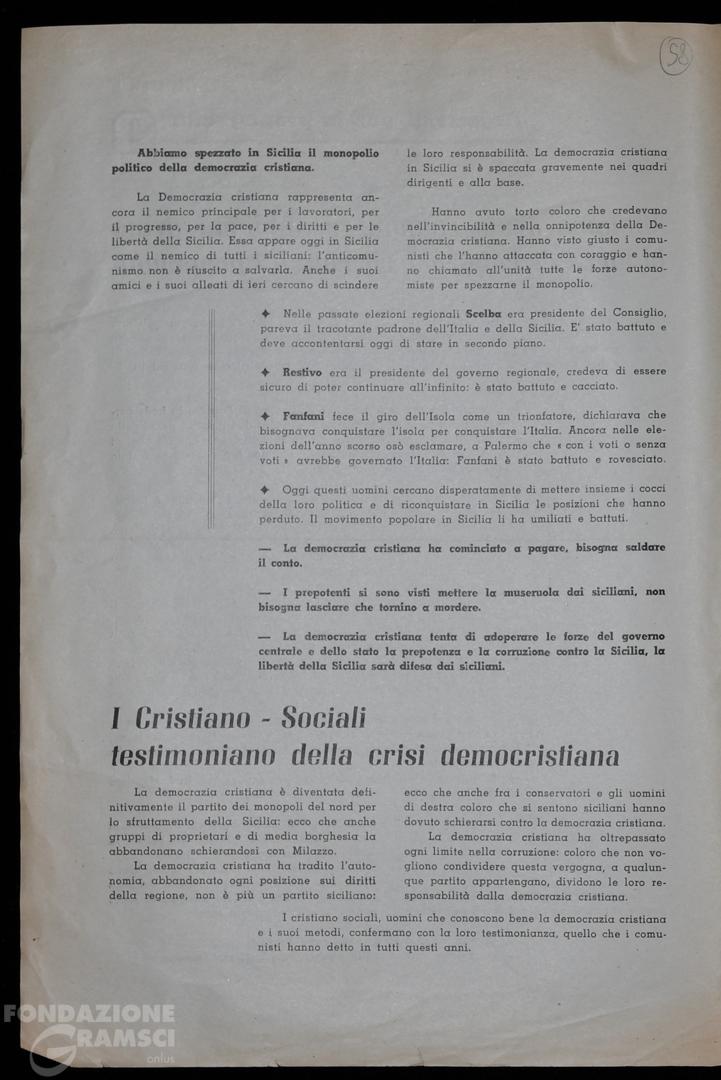 58
Abbiamo spezzato in Sicilia il monopolio
politico della democrazia cristiana.
La Democrazia cristiana rappresenta an-
cora il nemico principale per i lavoratori, per
il progresso, per la pace, per i diritti e per le
libertà della Sicilia. Essa appare oggi in Sicilia
come il nemico di tutti i siciliani: l'anticomu-
nismo non è riuscito a salvarla. Anche i suoi
amici e i suoi alleati di ieri cercano di scindere
le loro responsabilità. La democrazia cristiana
in Sicilia si è spaccata gravemente nei quadri
dirigenti e alla base.
Hanno avuto torto coloro che credevano
nell'invincibilità e nella onnipotenza della De-
mocrazia cristiana. Hanno visto giusto i comu-
nisti che l'hanno attaccata con coraggio e han-
no chiamato all'unità tutte le forze autono-
miste per spezzarne il monopolio.
✦ Nelle passate elezioni regionali Scelba era presidente del Consiglio,
pareva il tracotante padrone dell'Italia e della Sicilia. E' stato battuto e
deve accontentarsi oggi di stare in secondo piano.
✦ Restivo era il presidente del governo regionale, credeva di essere
sicuro di poter continuare all'infinito: è stato battuto e cacciato.
✦ Fanfani fece il giro dell'Isola come un trionfatore, dichiarava che
bisognava conquistare l'isola per conquistare l'Italia. Ancora nelle ele-
zioni dell'anno scorso osò esclamare, a Palermo che « con i voti o senza
voti » avrebbe governato l'Italia: Fanfani è stato battuto e rovesciato.
✦ Oggi questi uomini cercano disperatamente di mettere insieme i cocci
della loro politica e di riconquistare in Sicilia le posizioni che hanno
perduto. Il movimento popolare in Sicilia li ha umiliati e battuti.
— La democrazia cristiana ha cominciato a pagare, bisogna saldare
il conto.
— I prepotenti si sono visti mettere la museruola dai siciliani, non
bisogna lasciare che tornino a mordere.
— La democrazia cristiana tenta di adoperare le forze del governo
centrale e dello stato la prepotenza e la corruzione contro la Sicilia, la
libertà della Sicilia sarà difesa dai siciliani.
I Cristiano - Sociali
testimoniano della crisi democristiana
La democrazia cristiana è diventata defi-
nitivamente il partito dei monopoli del nord per
lo sfruttamento della Sicilia: ecco che anche
gruppi di proprietari e di media borghesia la
abbandonano schierandosi con Milazzo.
La democrazia cristiana ha tradito l'auto-
nomia, abbandonato ogni posizione sui diritti
della regione, non è più un partito siciliano:
ecco che anche fra i conservatori e gli uomini
di destra coloro che si sentono siciliani hanno
dovuto schierarsi contro la democrazia cristiana.
La democrazia cristiana ha oltrepassato
ogni limite nella corruzione: coloro che non vo-
gliono condividere questa vergogna, a qualun-
que partito appartengano, dividono le loro re-
sponsabilità dalla democrazia cristiana.
I cristiano sociali, uomini che conoscono bene la democrazia cristiana
e i suoi metodi, confermano con la loro testimonianza, quello che i comu-
nisti hanno detto in tutti questi anni.
FONDAZIONE
GRAMSCI
onlus